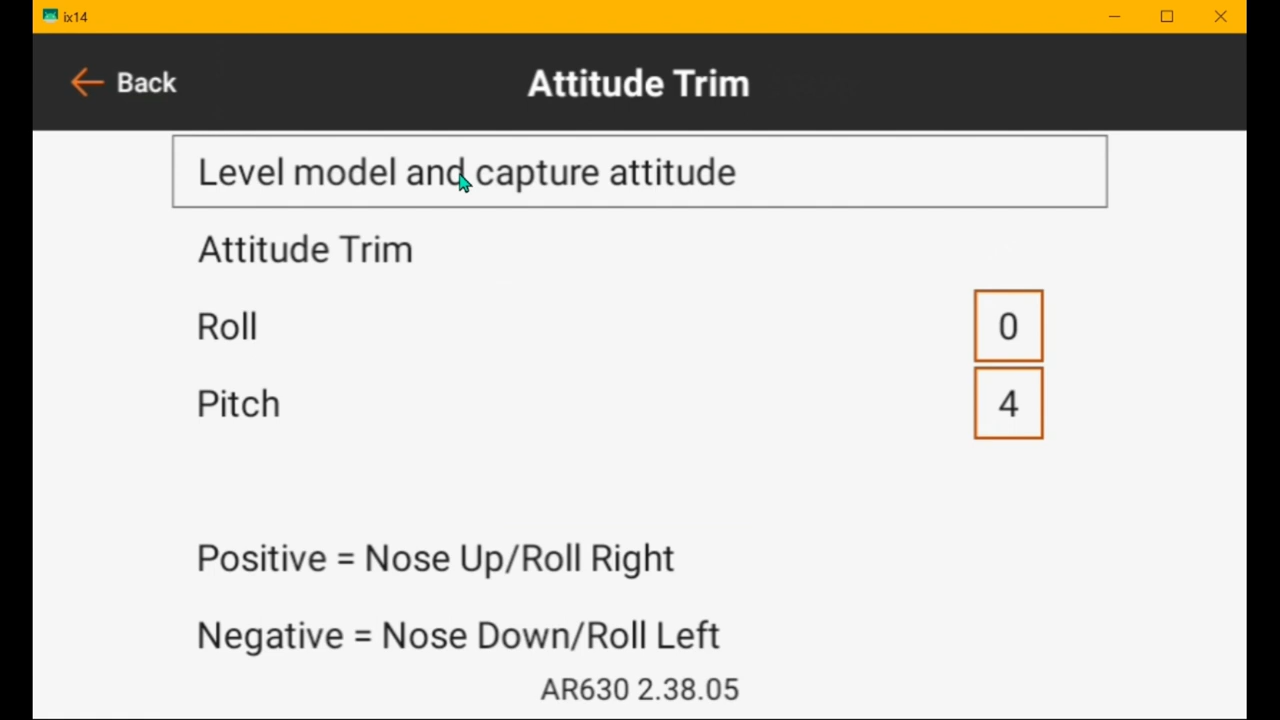 ix14
Back
Attitude Trim
Level model and capture attitude
Attitude Trim
Roll 0
Pitch 4
Positive = Nose Up/Roll Right
Negative = Nose Down/Roll Left
AR630 2.38.05